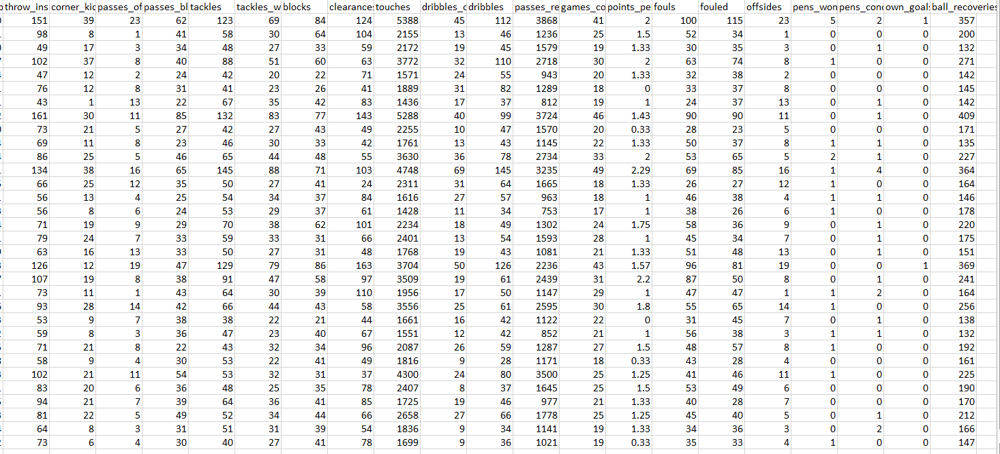 throw_ins corner_kic passes_of passes_bl tackles tackles_w blocks clearance touches dribbles_c dribbles passes_re games_co points_pe fouls fouled offsides pens_won pens_conc own_goal ball_recoveries
151 39 23 62 123 69 84 124 5388 45 112 3868 41 2 100 115 23 5 2 1 357
98 8 1 41 58 30 64 104 2155 13 46 1236 25 1.5 52 34 1 0 0 0 200
49 17 3 34 48 27 33 59 2172 19 45 1579 19 1.33 30 35 3 0 1 0 132
102 37 8 40 88 51 60 63 3772 32 110 2718 30 2 63 74 8 1 0 0 271
47 12 2 24 42 20 22 71 1571 24 55 943 20 1.33 32 38 2 0 0 0 142
76 12 8 31 41 23 26 41 1889 31 82 1289 18 0 33 37 8 0 0 0 145
43 1 13 22 67 35 42 83 1436 17 37 812 19 1 24 37 13 0 1 0 142
161 30 11 85 132 83 77 143 5288 40 99 3724 46 1.43 90 90 11 0 1 0 409
73 21 5 27 42 27 43 49 2255 10 47 1570 20 0.33 28 23 5 0 0 0 171
69 11 8 23 46 30 33 42 1761 13 43 1145 22 1.33 50 37 8 1 1 0 135
86 25 5 46 65 44 48 55 3630 36 78 2734 33 2 53 65 5 2 1 0 227
134 38 16 65 145 88 71 103 4748 69 145 3235 49 2.29 69 85 16 1 4 0 364
66 25 12 35 50 27 41 24 2311 31 64 1665 18 1.33 26 27 12 1 0 0 164
56 13 4 25 54 34 37 84 1616 27 57 963 18 1 46 38 4 1 1 0 146
56 8 6 24 53 29 37 61 1428 11 34 753 17 1 38 26 6 1 0 0 178
71 19 9 29 70 38 62 101 2234 18 49 1302 24 1.75 58 36 9 0 1 0 220
79 24 7 33 59 33 31 66 2401 13 54 1593 28 1 45 34 7 0 1 0 175
63 16 13 33 50 27 31 48 1768 19 43 1081 21 1.33 51 48 13 0 1 0 151
126 12 19 47 129 79 86 163 3704 50 126 2236 43 1.57 96 81 19 0 0 1 369
107 19 8 38 91 47 58 97 3509 19 61 2439 31 2.2 87 50 8 0 1 0 241
73 11 1 43 64 30 39 110 1956 17 50 1147 29 1 47 47 1 1 2 0 164
93 28 14 42 66 44 43 58 3556 25 61 2595 30 1.8 55 65 14 1 0 0 256
53 9 7 38 38 22 21 44 1661 16 42 1122 22 0 31 45 7 0 1 0 138
59 8 3 36 47 23 40 67 1551 12 42 852 21 1 56 38 3 1 1 0 132
71 21 8 22 43 32 34 96 2087 26 59 1287 27 1.5 48 57 8 1 0 0 192
58 9 4 30 53 22 41 49 1816 9 28 1171 18 0.33 43 28 4 0 0 0 161
102 21 11 54 53 32 31 37 4300 24 80 3500 25 1.25 41 46 11 1 0 0 225
83 20 6 36 48 25 35 78 2407 8 37 1645 25 1.5 53 49 6 0 0 0 190
94 21 7 39 64 36 41 85 1725 19 46 977 21 1.33 40 28 7 0 0 0 170
81 22 5 49 52 34 44 66 2658 27 66 1778 25 1.25 45 40 5 0 1 0 212
64 8 3 31 51 31 39 54 1836 9 34 1141 19 1.33 34 36 3 0 2 0 166
73 6 4 30 40 27 41 78 1699 9 36 1021 19 0.33 35 33 4 1 0 0 147